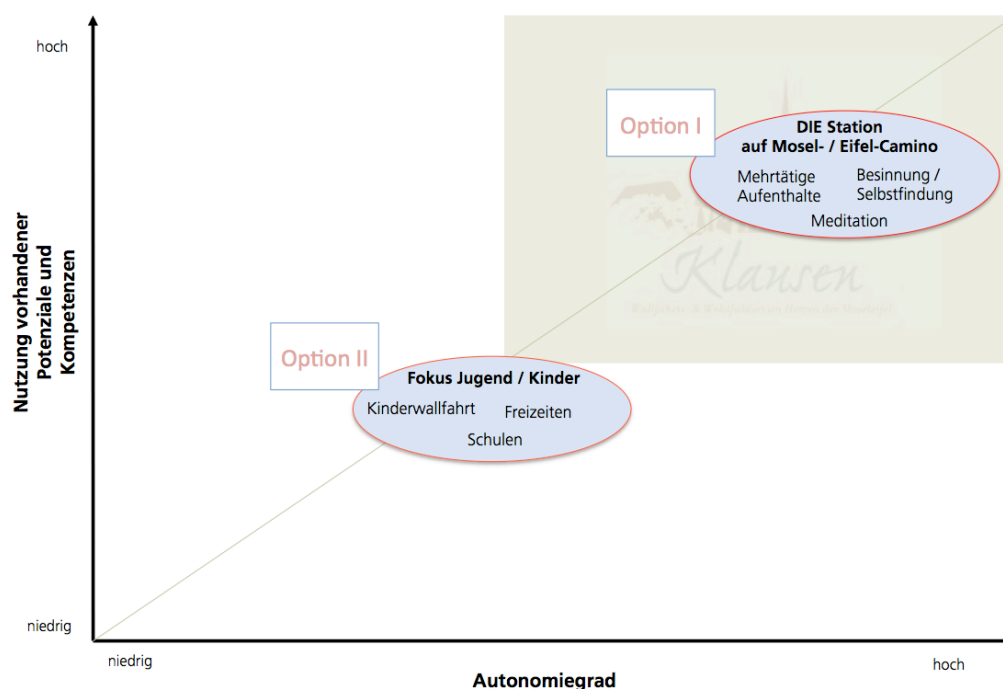 hoch
Nutzung vorhandener
Potenziale und
Kompetenzen
niedrig
niedrig
hoch
Autonomiegrad
Option I
DIE Station
auf Mosel- / Eifel-Camino
Mehrtätige
Aufenthalte
Besinnung /
Selbstfindung
Meditation
Klausen
Option II
Fokus Jugend / Kinder
Kinderwallfahrt
Freizeiten
Schulen